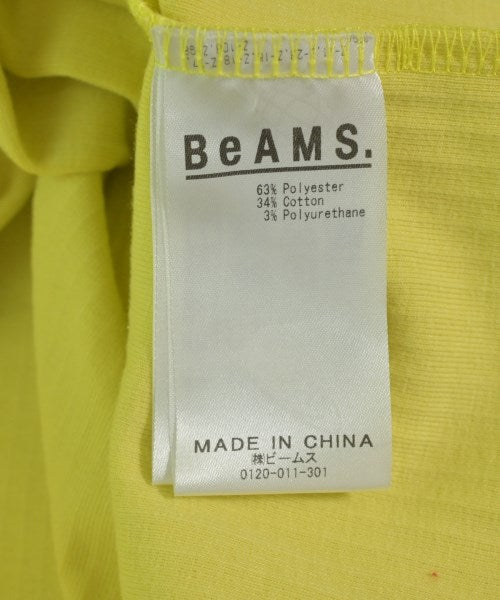 BeAMS.
63% Polyester
34% Cotton
3% Polyurethane
MADE IN CHINA
㈱ビームス
0120-011-301